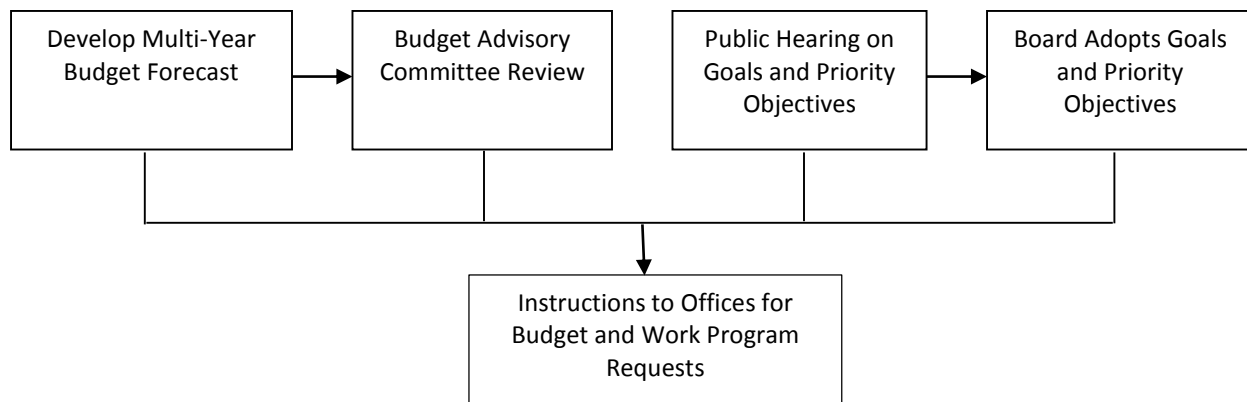 Develop Multi-Year
Budget Forecast
Budget Advisory
Committee Review
Public Hearing on
Goals and Priority
Objectives
Board Adopts Goals
and Priority
Objectives
Instructions to Offices for
Budget and Work Program
Requests